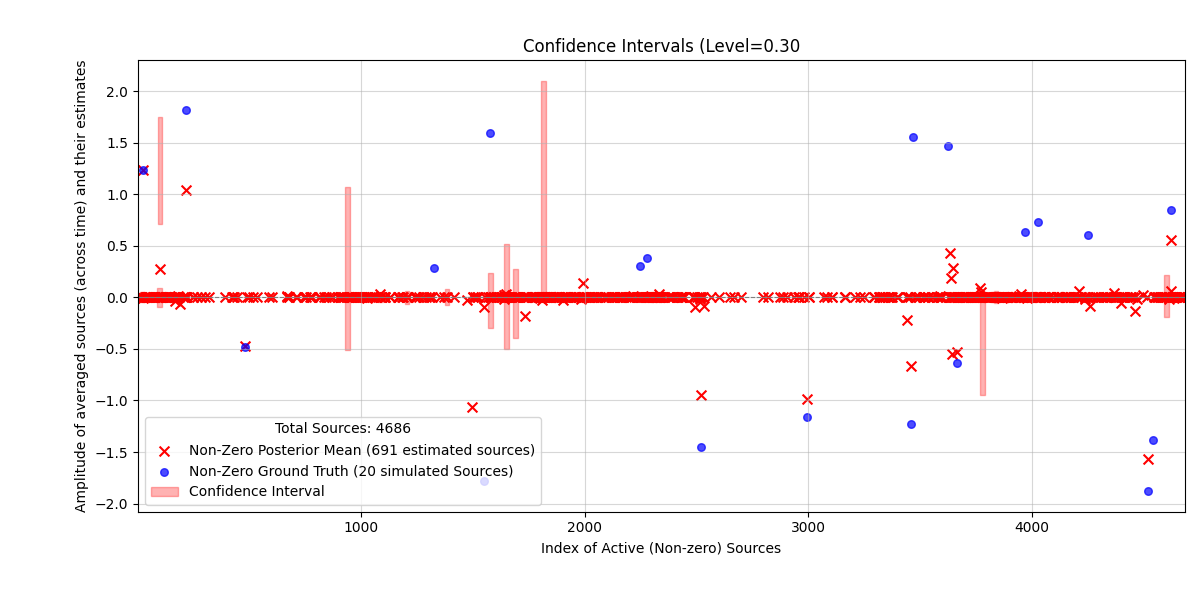 Confidence Intervals (Level=0.30
Amplitude of averaged sources (across time) and their estimates
2.0
1.5
1.0
0.5
0.0
−0.5
−1.0
−1.5
−2.0
Total Sources: 4686
Non-Zero Posterior Mean (691 estimated sources)
Non-Zero Ground Truth (20 simulated Sources)
Confidence Interval
1000 2000 3000 4000
Index of Active (Non-zero) Sources